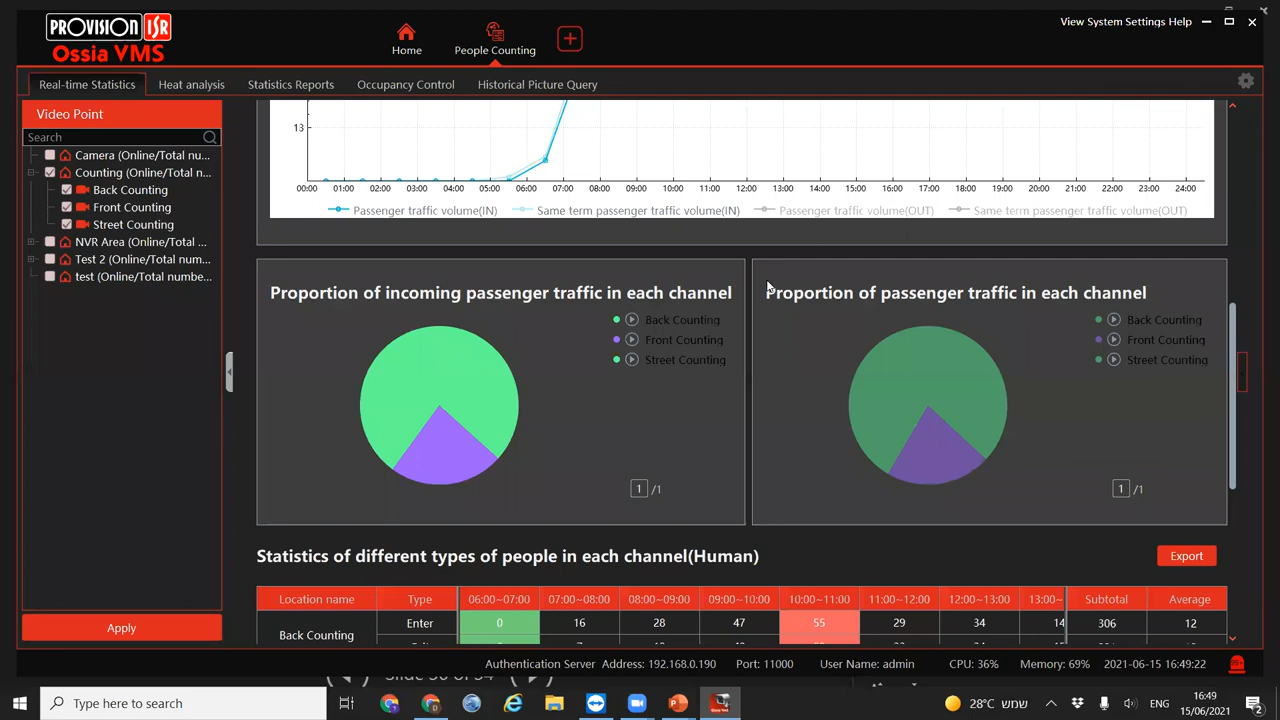 PROVISION ISR
Ossia VMS
Home
People Counting
View System Settings Help
Real-time Statistics
Heat analysis
Statistics Reports
Occupancy Control
Historical Picture Query
Video Point
Search
Camera (Online/Total nu...
Counting (Online/Total n...
Back Counting
Front Counting
Street Counting
NVR Area (Online/Total ...
Test 2 (Online/Total num...
test (Online/Total numbe...
Apply
13
00:00 01:00 02:00 03:00 04:00 05:00 06:00 07:00 08:00 09:00 10:00 11:00 12:00 13:00 14:00 15:00 16:00 17:00 18:00 19:00 20:00 21:00 22:00 23:00 24:00
Passenger traffic volume(IN) Same term passenger traffic volume(IN) Passenger traffic volume(OUT) Same term passenger traffic volume(OUT)
Proportion of incoming passenger traffic in each channel
Back Counting
Front Counting
Street Counting
1 /1
Proportion of passenger traffic in each channel
Back Counting
Front Counting
Street Counting
1 /1
Statistics of different types of people in each channel(Human)
Export
Location name Type 06:00~07:00 07:00~08:00 08:00~09:00 09:00~10:00 10:00~11:00 11:00~12:00 12:00~13:00 13:00~ Subtotal Average
Back Counting Enter 0 16 28 47 55 29 34 14 306 12
Authentication Server Address: 192.168.0.190 Port: 11000 User Name: admin CPU: 36% Memory: 69% 2021-06-15 16:49:22
99+
Type here to search
28°C שמש
ENG
16:49
15/06/2021
2